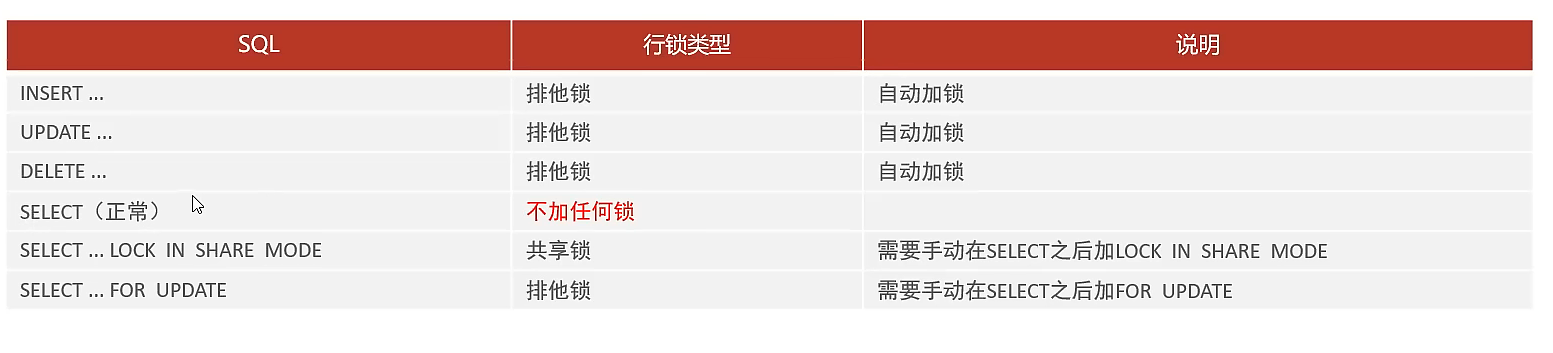 SQL 行锁类型 说明
INSERT ... 排他锁 自动加锁
UPDATE ... 排他锁 自动加锁
DELETE ... 排他锁 自动加锁
SELECT（正常） 不加任何锁
SELECT ... LOCK IN SHARE MODE 共享锁 需要手动在SELECT之后加LOCK IN SHARE MODE
SELECT ... FOR UPDATE 排他锁 需要手动在SELECT之后加FOR UPDATE